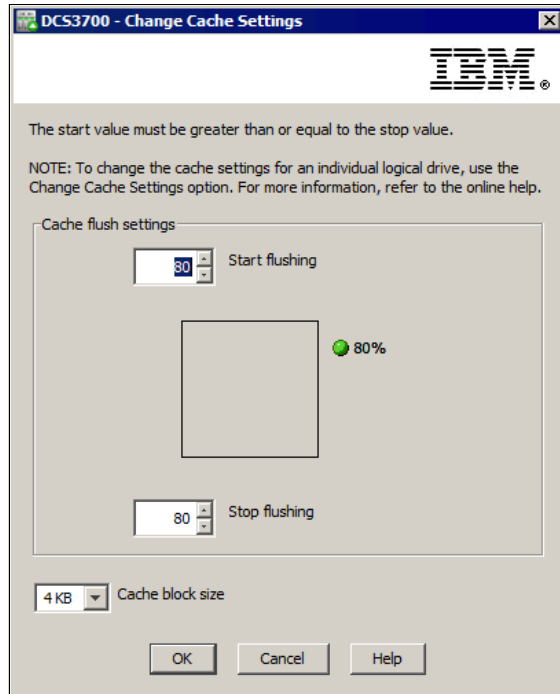 DCS3700 - Change Cache Settings
IBM®
The start value must be greater than or equal to the stop value.
NOTE: To change the cache settings for an individual logical drive, use the
Change Cache Settings option. For more information, refer to the online help.
Cache flush settings
80 Start flushing
80%
80 Stop flushing
4 KB Cache block size
OK Cancel Help